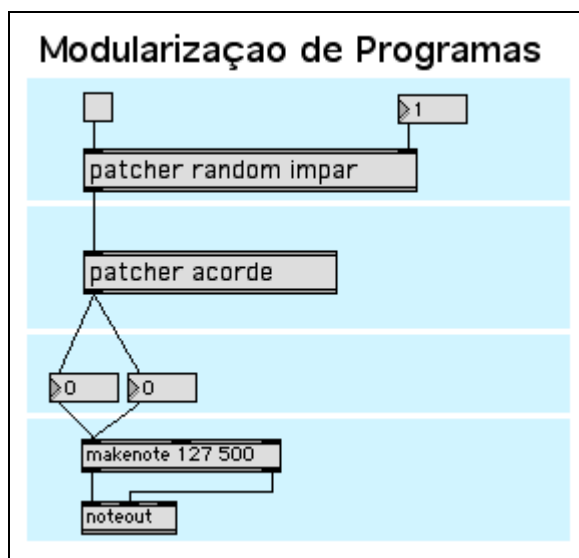 Modularizaçao de Programas
1
patcher random impar
patcher acorde
0 0
makenote 127 500
noteout